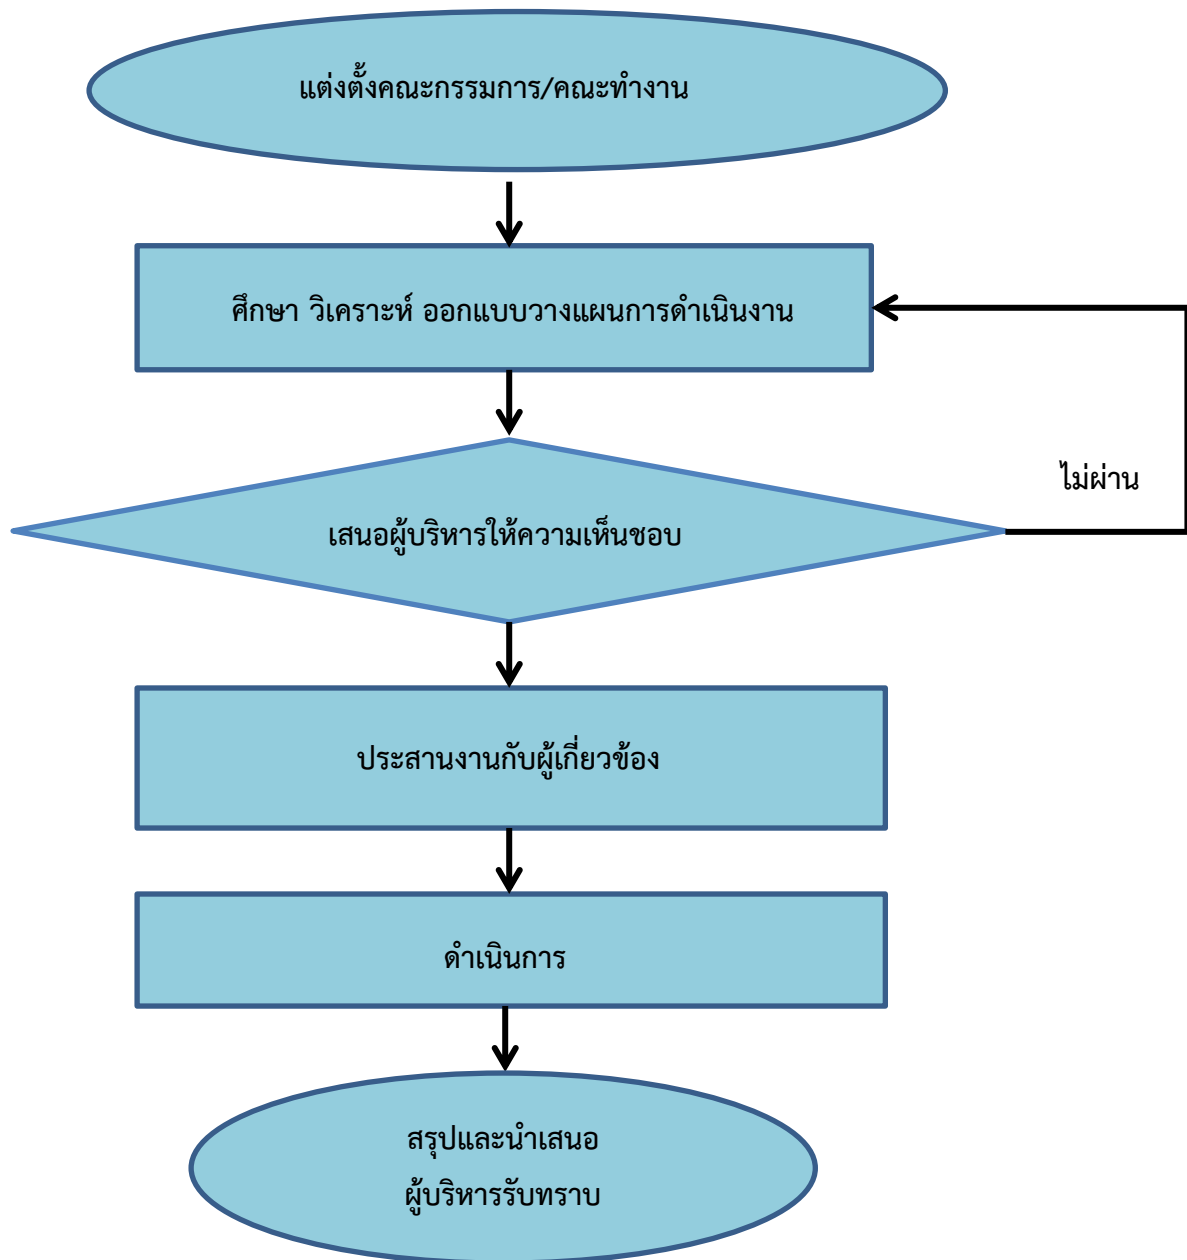 แต่งตั้งคณะกรรมการ/คณะทำงาน
ศึกษา วิเคราะห์ ออกแบบวางแผนการดำเนินงาน
ไม่ผ่าน
เสนอผู้บริหารให้ความเห็นชอบ
ประสานงานกับผู้เกี่ยวข้อง
ดำเนินการ
สรุปและนำเสนอ
ผู้บริหารรับทราบ